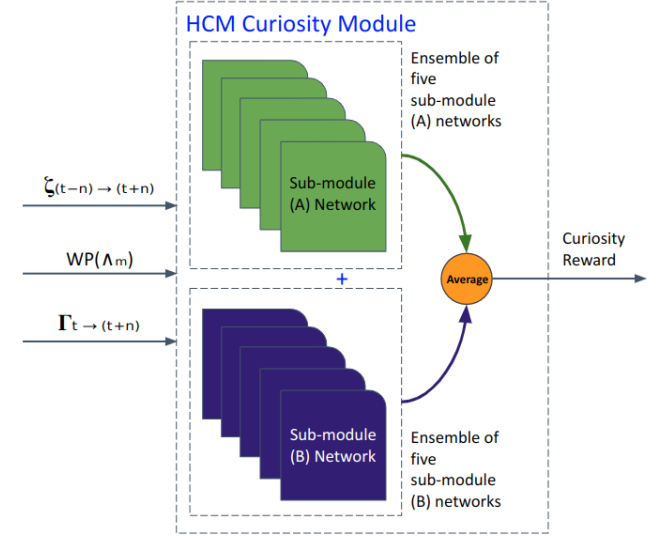 HCM Curiosity Module
Ensemble of
five
sub-module
(A) networks
Sub-module
(A) Network
ζ(t−n) → (t+n)
WP(∧m)
Γt → (t+n)
+
Average
Curiosity
Reward
Sub-module
(B) Network
Ensemble of
five
sub-module
(B) networks